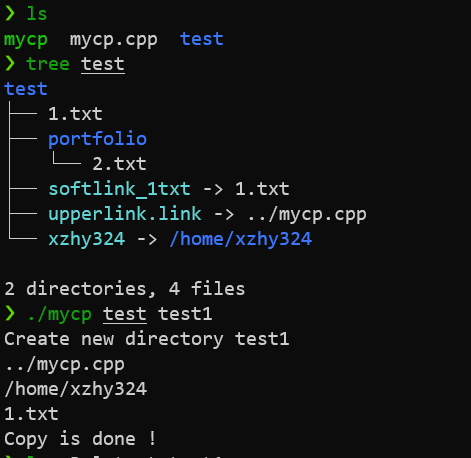 ❯ ls
mycp  mycp.cpp  test
❯ tree test
test
├── 1.txt
├── portfolio
│   └── 2.txt
├── softlink_1txt -> 1.txt
├── upperlink.link -> ../mycp.cpp
└── xzhy324 -> /home/xzhy324

2 directories, 4 files
❯ ./mycp test test1
Create new directory test1
../mycp.cpp
/home/xzhy324
1.txt
Copy is done !